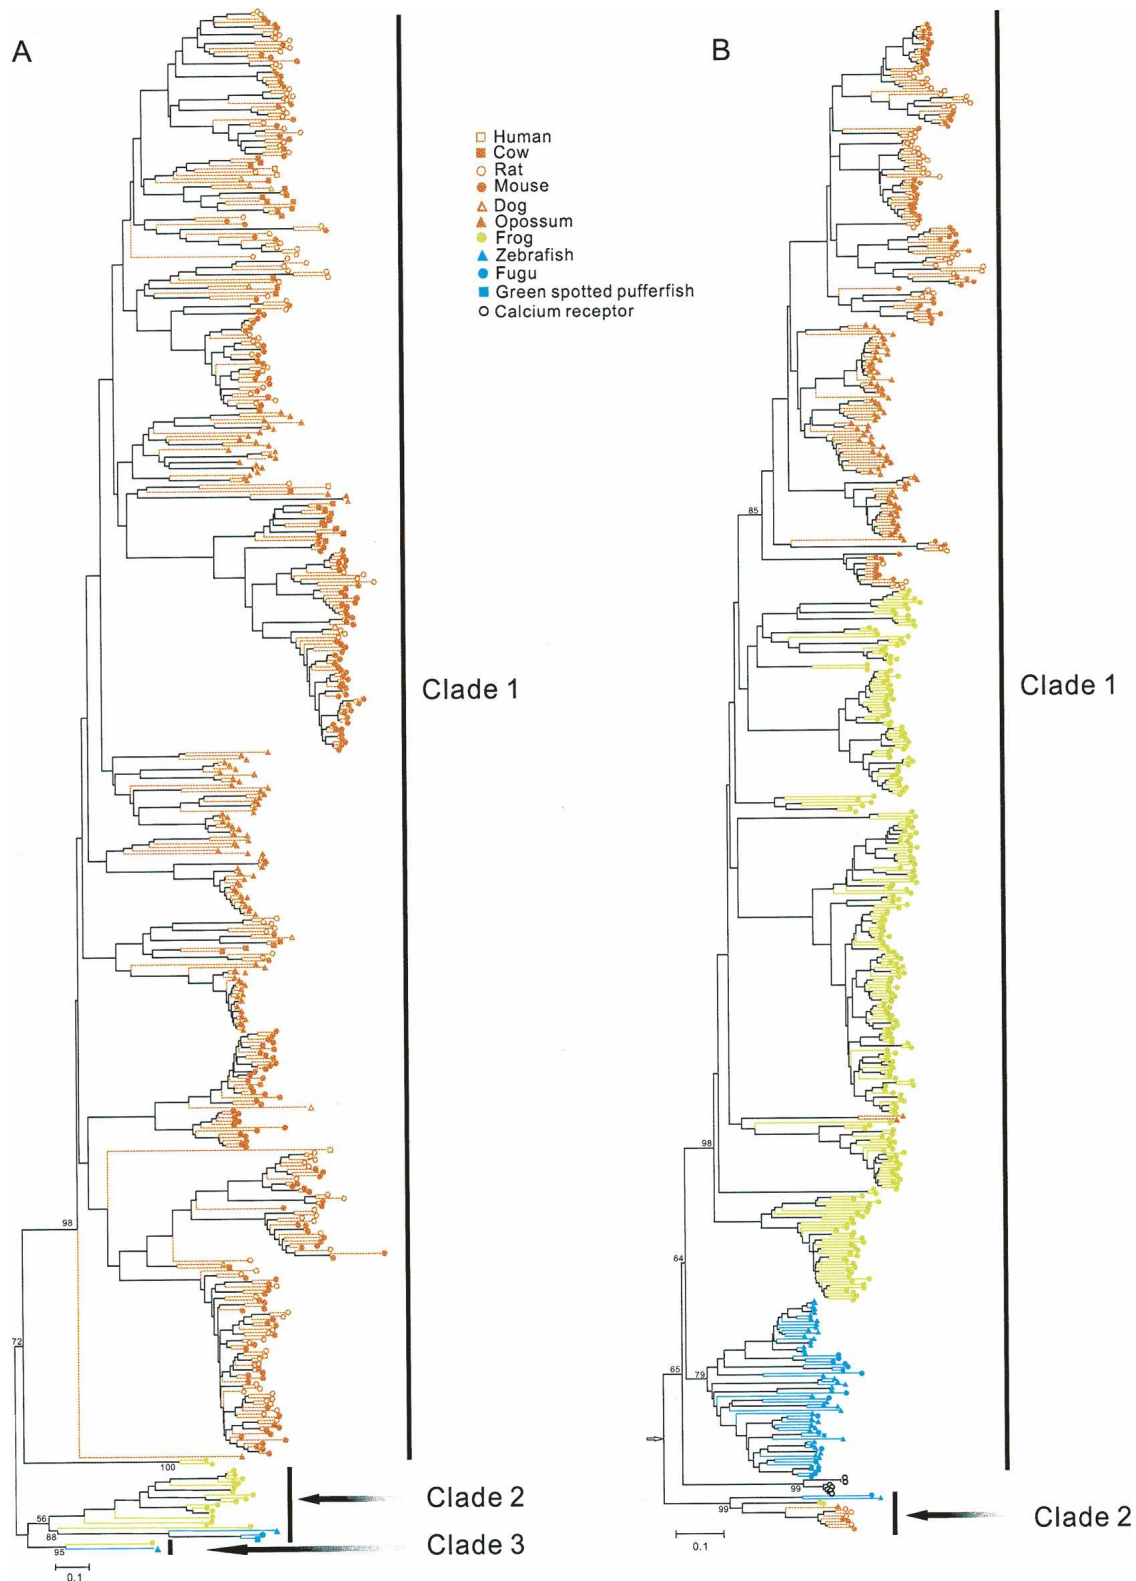 A
B
Human
Cow
Rat
Mouse
Dog
Opossum
Frog
Zebrafish
Fugu
Green spotted pufferfish
Calcium receptor
85
Clade 1
Clade 1
98
98
64
72
65
79
100
99
Clade 2
56
99
Clade 2
88
Clade 3
95
0.1
0.1